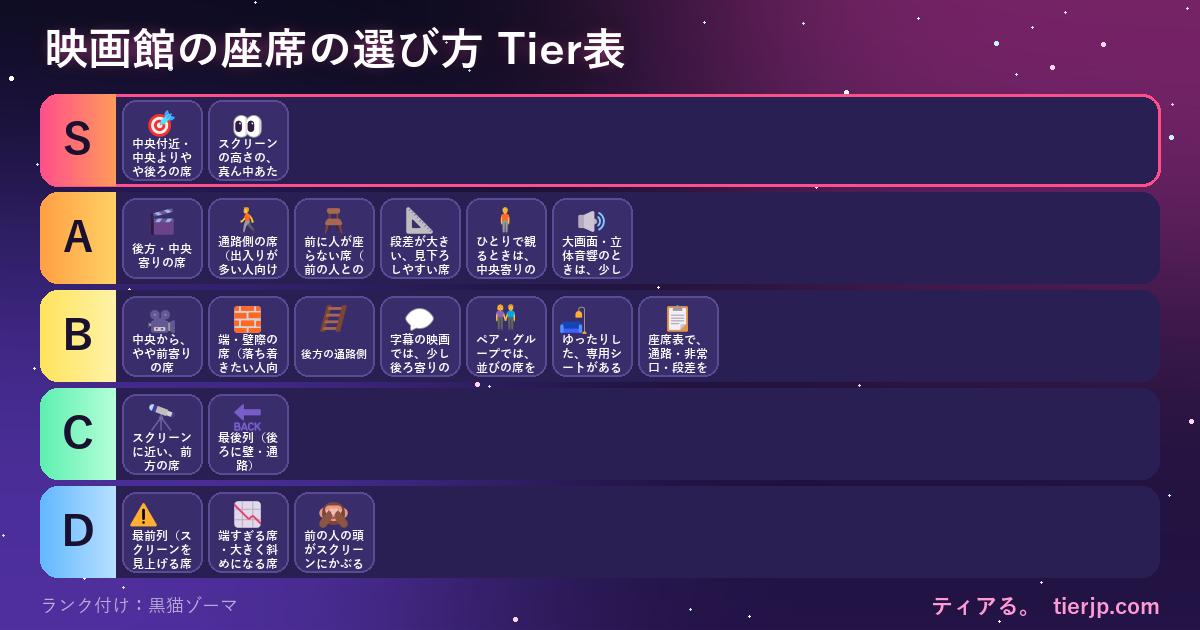 映画館の座席の選び方 Tier表
S
中央付近・
中央よりや
や後ろの席
スクリーン
の高さの、
真ん中あた
A
後方・中央
寄りの席
通路側の席
（出入りが
多い人向け
前に人が座
らない席（
前の人との
段差が大き
い、見下ろ
しやすい席
ひとりで観
るときは、
中央寄りの
大画面・立
体音響のと
きは、少し
B
中央から、
やや前寄り
の席
端・壁際の
席（落ち着
きたい人向
後方の通路側
字幕の映画
では、少し
後ろ寄りの
ペア・グル
ープでは、
並びの席を
ゆったりし
た、専用シ
ートがある
座席表で、
通路・非常
口・段差を
C
スクリーン
に近い、前
方の席
BACK
最後列（後
ろに壁・通
路）
D
最前列（ス
クリーンを
見上げる席
端すぎる席
・大きく斜
めになる席
前の人の頭
がスクリー
ンにかぶる
ランク付け：黒猫ゾーマ
ティアる。 tierjp.com